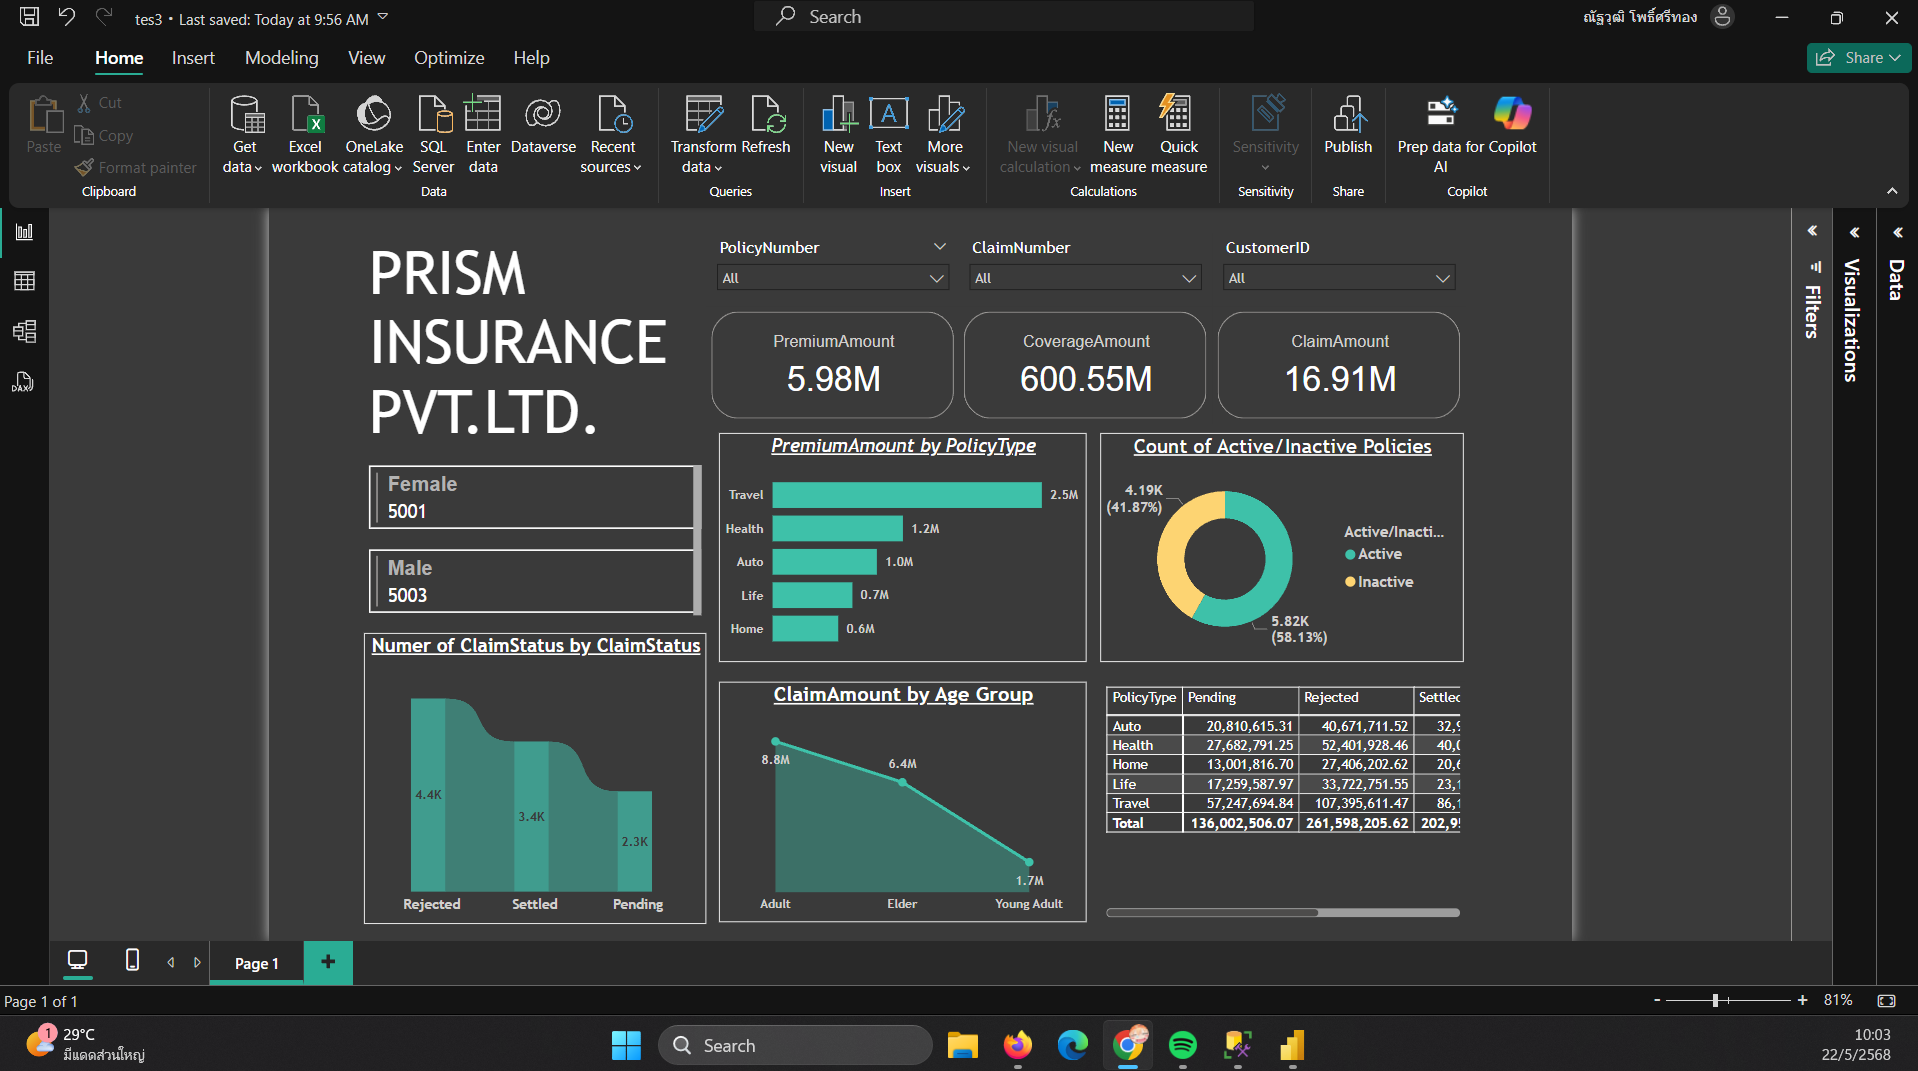 tes3 • Last saved: Today at 9:56 AM
Search
ณัฐวุฒิ โพธิ์ศรีทอง
File
Home
Insert
Modeling
View
Optimize
Help
Share
Paste
Cut
Copy
Format painter
Clipboard
Get data
Excel workbook
OneLake catalog
SQL Server
Enter data
Dataverse
Recent sources
Data
Transform data
Refresh
Queries
New visual
Text box
More visuals
Insert
New visual calculation
New measure
Quick measure
Calculations
Sensitivity
Sensitivity
Publish
Share
Prep data for AI
Copilot
Copilot
PRISM
INSURANCE
PVT.LTD.
PolicyNumber
All
ClaimNumber
All
CustomerID
All
PremiumAmount
5.98M
CoverageAmount
600.55M
ClaimAmount
16.91M
Female
5001
Male
5003
PremiumAmount by PolicyType
Travel 2.5M
Health 1.2M
Auto 1.0M
Life 0.7M
Home 0.6M
Count of Active/Inactive Policies
4.19K
(41.87%)
5.82K
(58.13%)
Active/Inacti...
Active
Inactive
Numer of ClaimStatus by ClaimStatus
4.4K
3.4K
2.3K
Rejected Settled Pending
ClaimAmount by Age Group
8.8M
6.4M
1.7M
Adult Elder Young Adult
PolicyType Pending Rejected Settled
Auto 20,810,615.31 40,671,711.52 32,9
Health 27,682,791.25 52,401,928.46 40,0
Home 13,001,816.70 27,406,202.62 20,6
Life 17,259,587.97 33,722,751.55 23,1
Travel 57,247,694.84 107,395,611.47 86,1
Total 136,002,506.07 261,598,205.62 202,95
Filters
Visualizations
Data
DAX
Page 1
Page 1 of 1
81%
1
29°C
มีแดดส่วนใหญ่
Search
10:03
22/5/2568